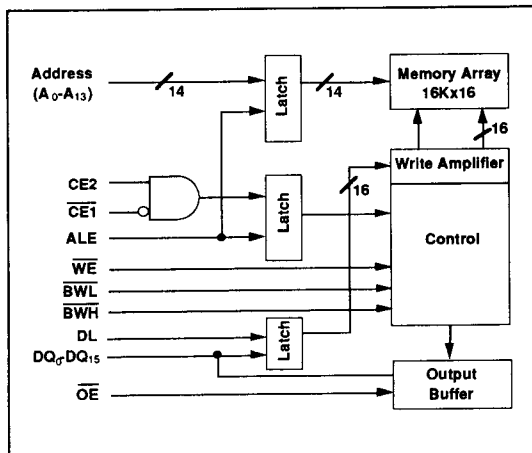 Address
(A0-A13)
14
Latch
14
Memory Array
16Kx16
16
Write Amplifier
16
CE2
CE1
Latch
ALE
Control
WE
BWL
BWH
DL
Latch
DQ0-DQ15
Output
Buffer
OE